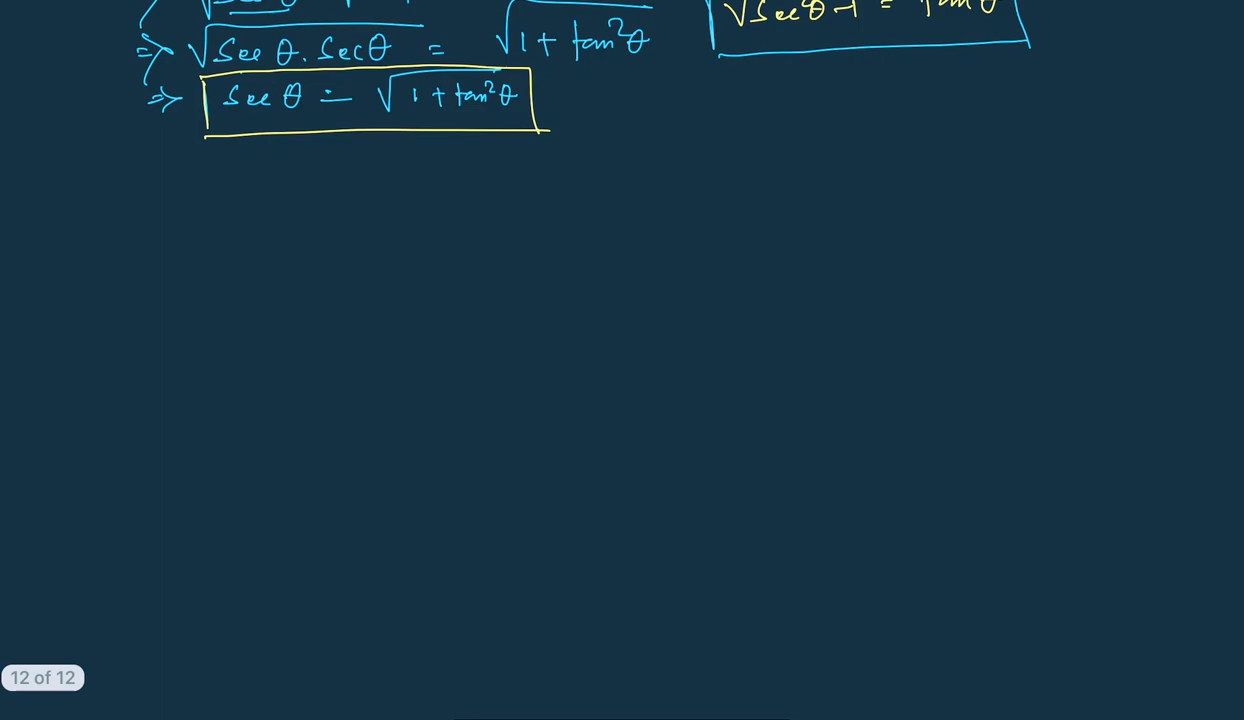 => √Sec θ . Sec θ = √1 + tan²θ
=> Sec θ = √1 + tan²θ
√Sec²θ - 1 = tan θ
12 of 12